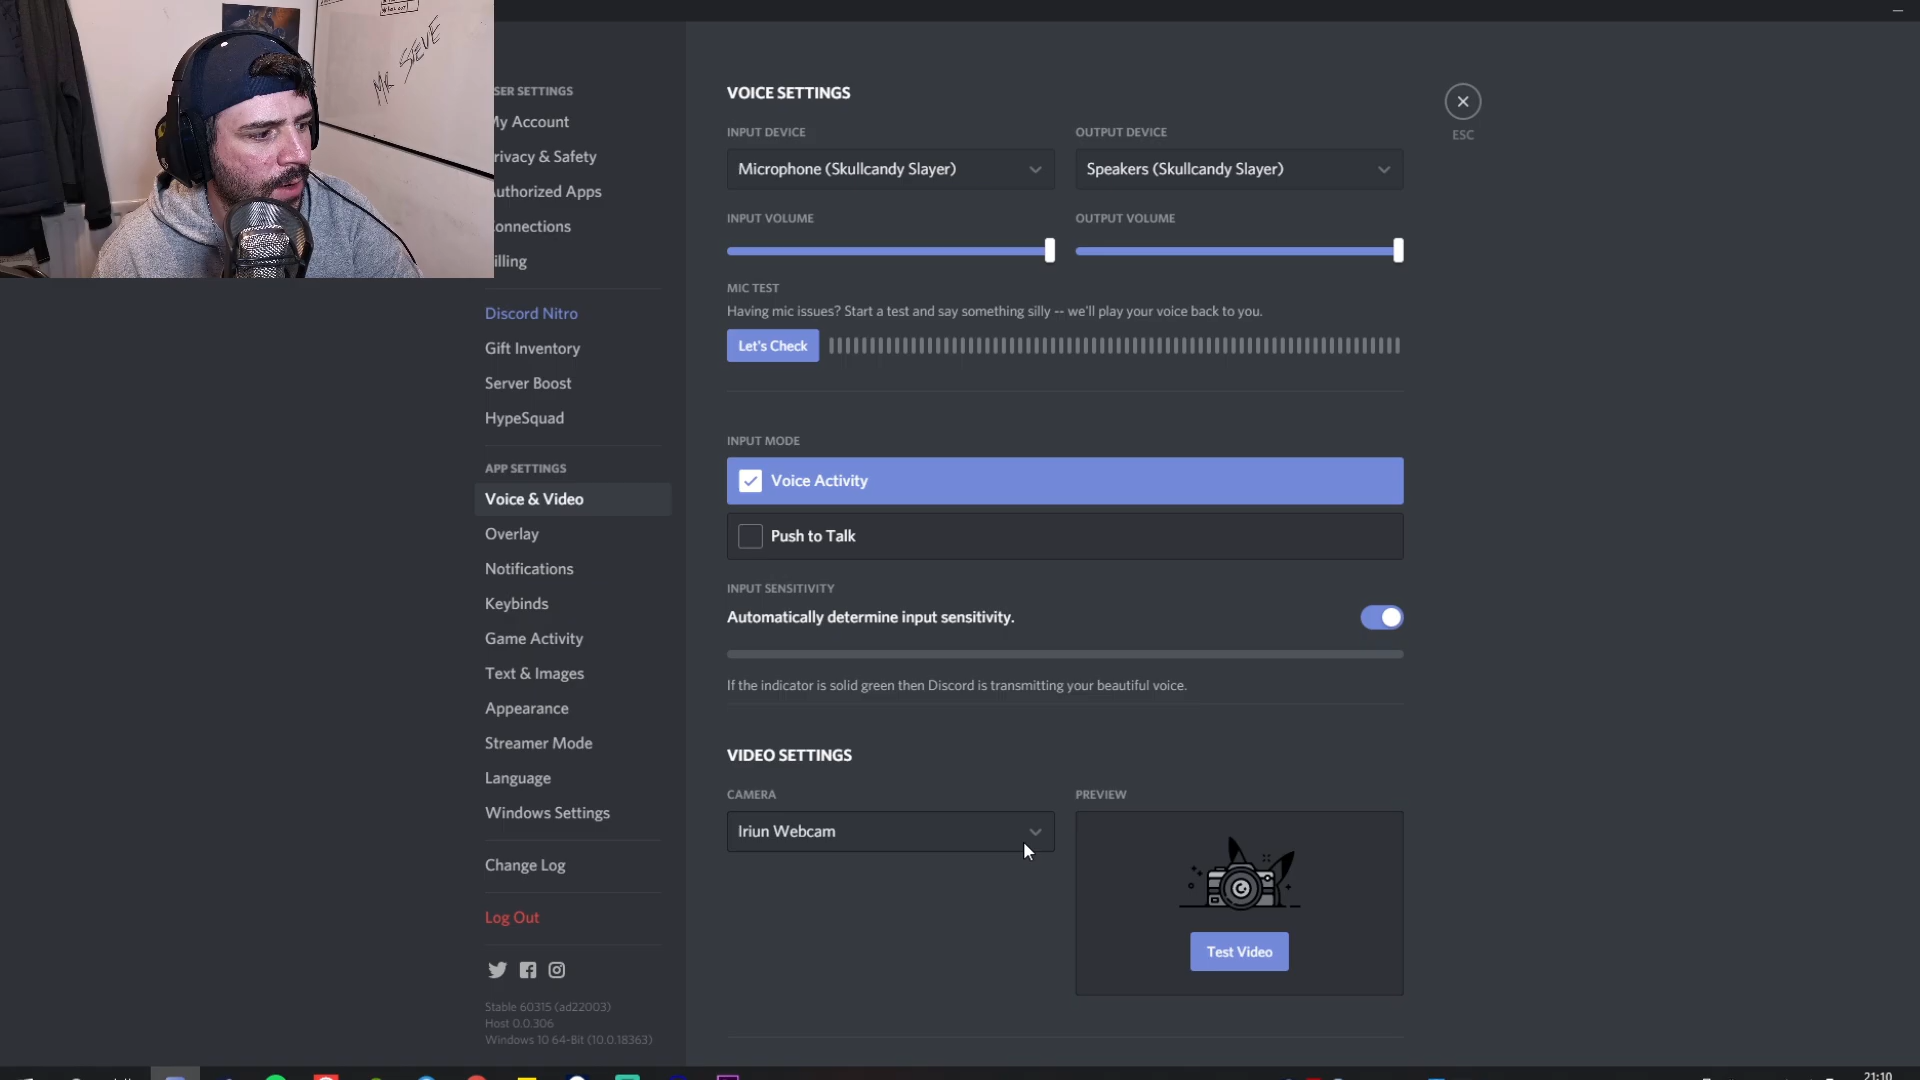 MR STEVE
SER SETTINGS
My Account
rivacy & Safety
uthorized Apps
onnections
illing
Discord Nitro
Gift Inventory
Server Boost
HypeSquad
APP SETTINGS
Voice & Video
Overlay
Notifications
Keybinds
Game Activity
Text & Images
Appearance
Streamer Mode
Language
Windows Settings
Change Log
Log Out
Stable 60315 (ad22003)
Host 0.0.306
Windows 10 64-Bit (10.0.18363)
VOICE SETTINGS
INPUT DEVICE
Microphone (Skullcandy Slayer)
OUTPUT DEVICE
Speakers (Skullcandy Slayer)
INPUT VOLUME
OUTPUT VOLUME
MIC TEST
Having mic issues? Start a test and say something silly -- we'll play your voice back to you.
Let's Check
INPUT MODE
Voice Activity
Push to Talk
INPUT SENSITIVITY
Automatically determine input sensitivity.
If the indicator is solid green then Discord is transmitting your beautiful voice.
VIDEO SETTINGS
CAMERA
Iriun Webcam
PREVIEW
Test Video
ESC
21:10